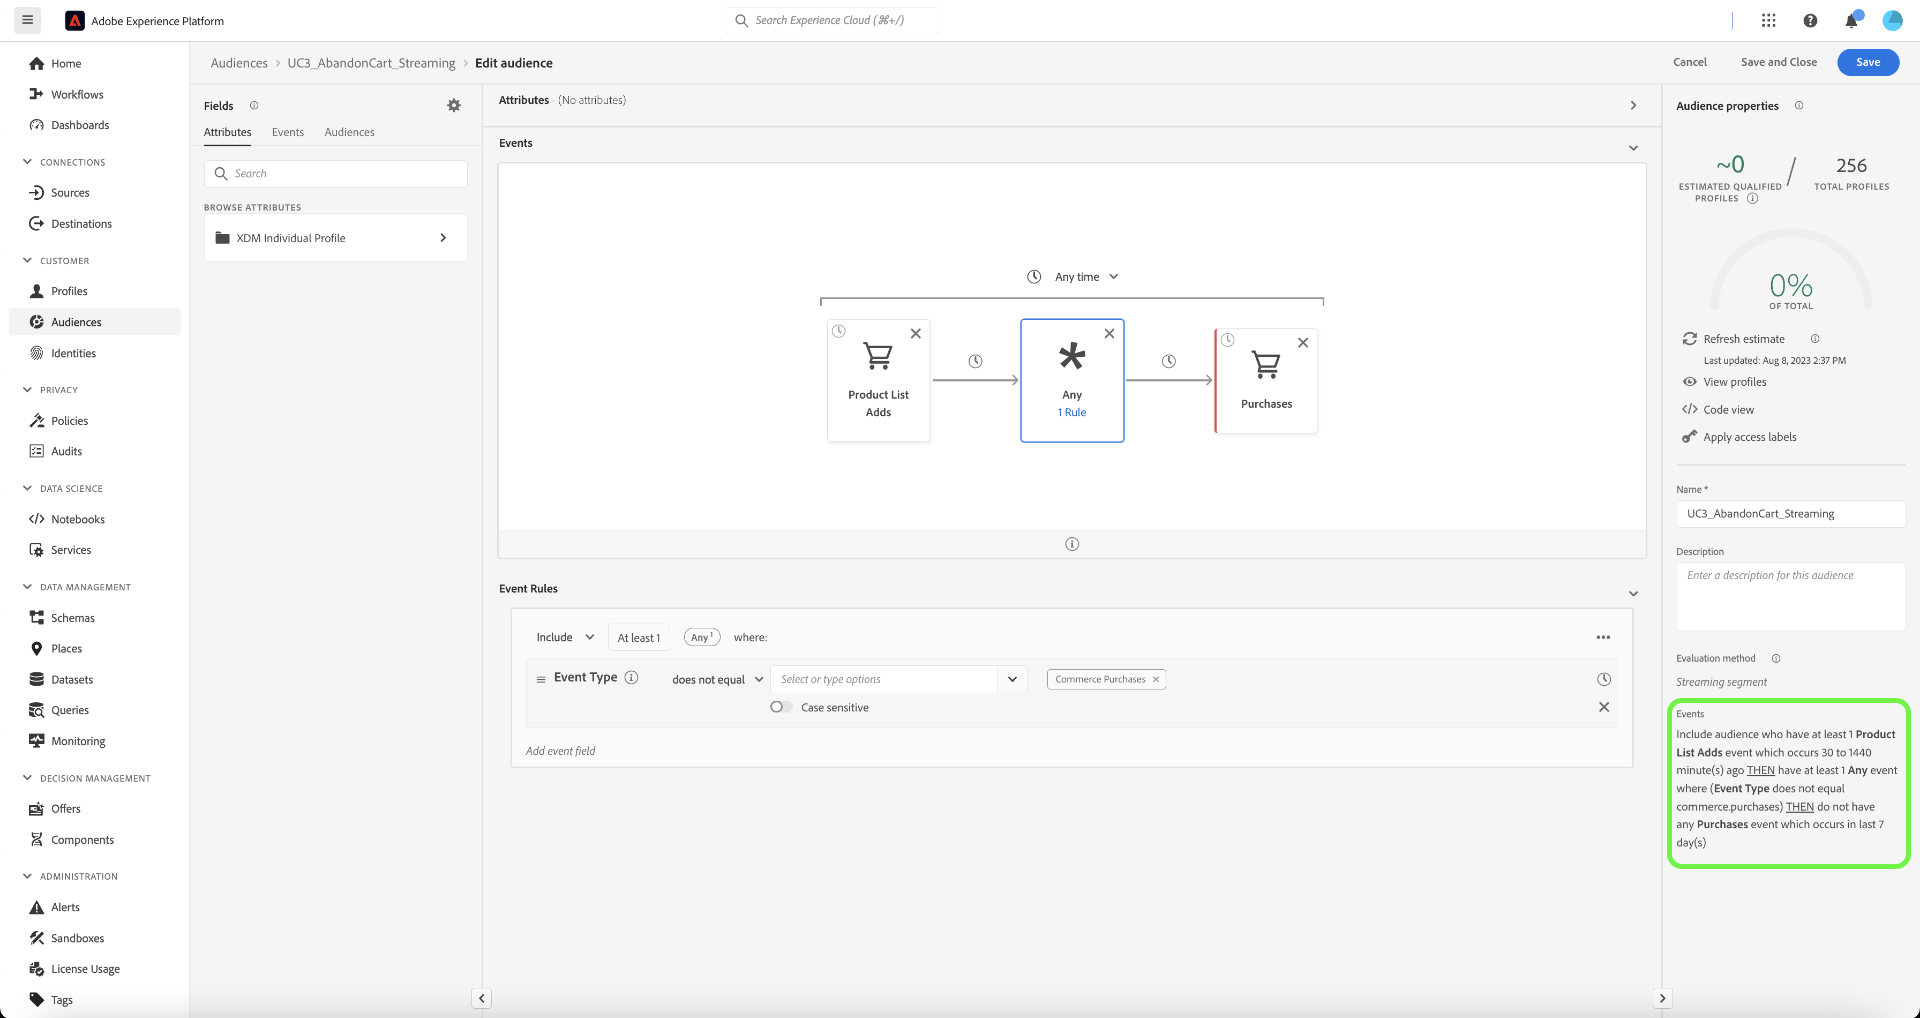 Adobe Experience Platform
Search Experience Cloud (⌘+/)
Home
Workflows
Dashboards
CONNECTIONS
Sources
Destinations
CUSTOMER
Profiles
Audiences
Identities
PRIVACY
Policies
Audits
DATA SCIENCE
Notebooks
Services
DATA MANAGEMENT
Schemas
Places
Datasets
Queries
Monitoring
DECISION MANAGEMENT
Offers
Components
ADMINISTRATION
Alerts
Sandboxes
License Usage
Tags
Audiences > UC3_AbandonCart_Streaming > Edit audience
Cancel
Save and Close
Save
Fields
Attributes Events Audiences
Search
BROWSE ATTRIBUTES
XDM Individual Profile
Attributes - (No attributes)
Events
Any time
Product List
Adds
Any
1 Rule
Purchases
Event Rules
Include At least 1 Any 1 where:
Event Type does not equal Select or type options Commerce Purchases
Case sensitive
Add event field
Audience properties
~0 / 256
ESTIMATED QUALIFIED
PROFILES
TOTAL PROFILES
0%
OF TOTAL
Refresh estimate
Last updated: Aug 8, 2023 2:37 PM
View profiles
Code view
Apply access labels
Name *
UC3_AbandonCart_Streaming
Description
Enter a description for this audience
Evaluation method
Streaming segment
Events
Include audience who have at least 1 Product
List Adds event which occurs 30 to 1440
minute(s) ago THEN have at least 1 Any event
where (Event Type does not equal
commerce.purchases) THEN do not have
any Purchases event which occurs in last 7
day(s)